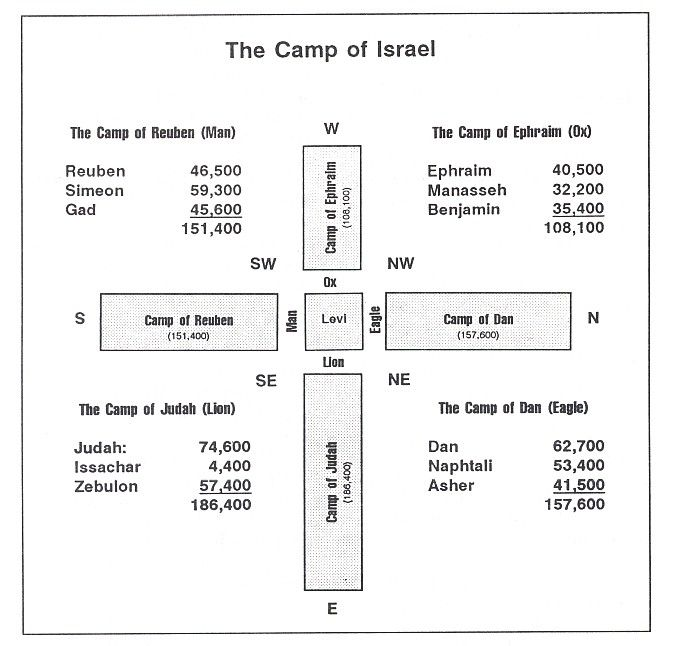 The Camp of Israel
The Camp of Reuben (Man)
Reuben 46,500
Simeon 59,300
Gad 45,600
151,400
W
The Camp of Ephraim (Ox)
Ephraim 40,500
Manasseh 32,200
Benjamin 35,400
108,100
Camp of Ephraim
(108,100)
SW
NW
Ox
S
Camp of Reuben
(151,400)
Man
Levi
Eagle
Camp of Dan
(157,600)
N
Lion
SE
NE
The Camp of Judah (Lion)
Judah: 74,600
Issachar 4,400
Zebulon 57,400
186,400
Camp of Judah
(186,400)
The Camp of Dan (Eagle)
Dan 62,700
Naphtali 53,400
Asher 41,500
157,600
E